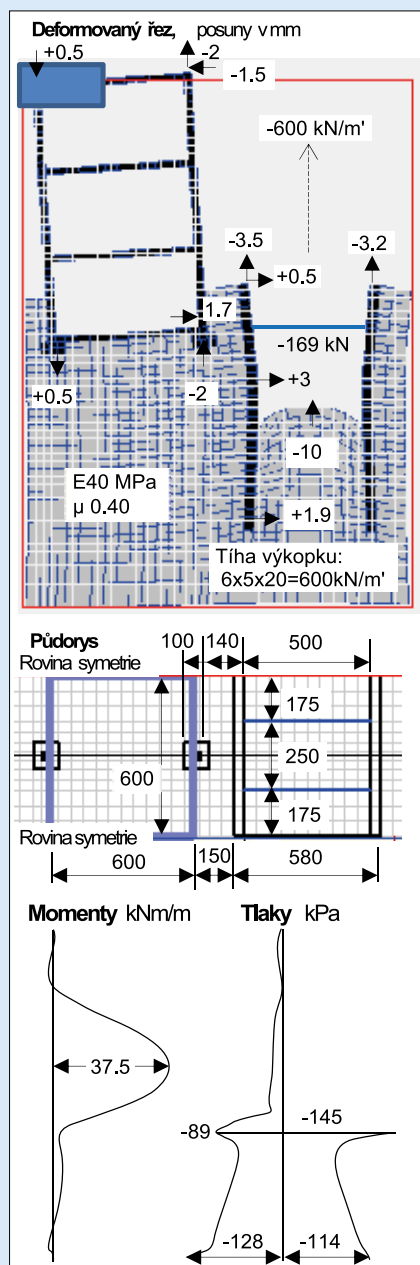 Deformovaný řez, posuny v mm
+0.5
-2
-1.5
-600 kN/m'
-3.5
-3.2
+0.5
1.7
-169 kN
+0.5
-2
+3
-10
E40 MPa
μ 0.40
+1.9
Tíha výkopku:
6x5x20=600kN/m'
Půdorys
100 140 500
Rovina symetrie
175
600
250
175
Rovina symetrie
600 150 580
Momenty kNm/m
Tlaky kPa
37.5
-89
-145
-128
-114